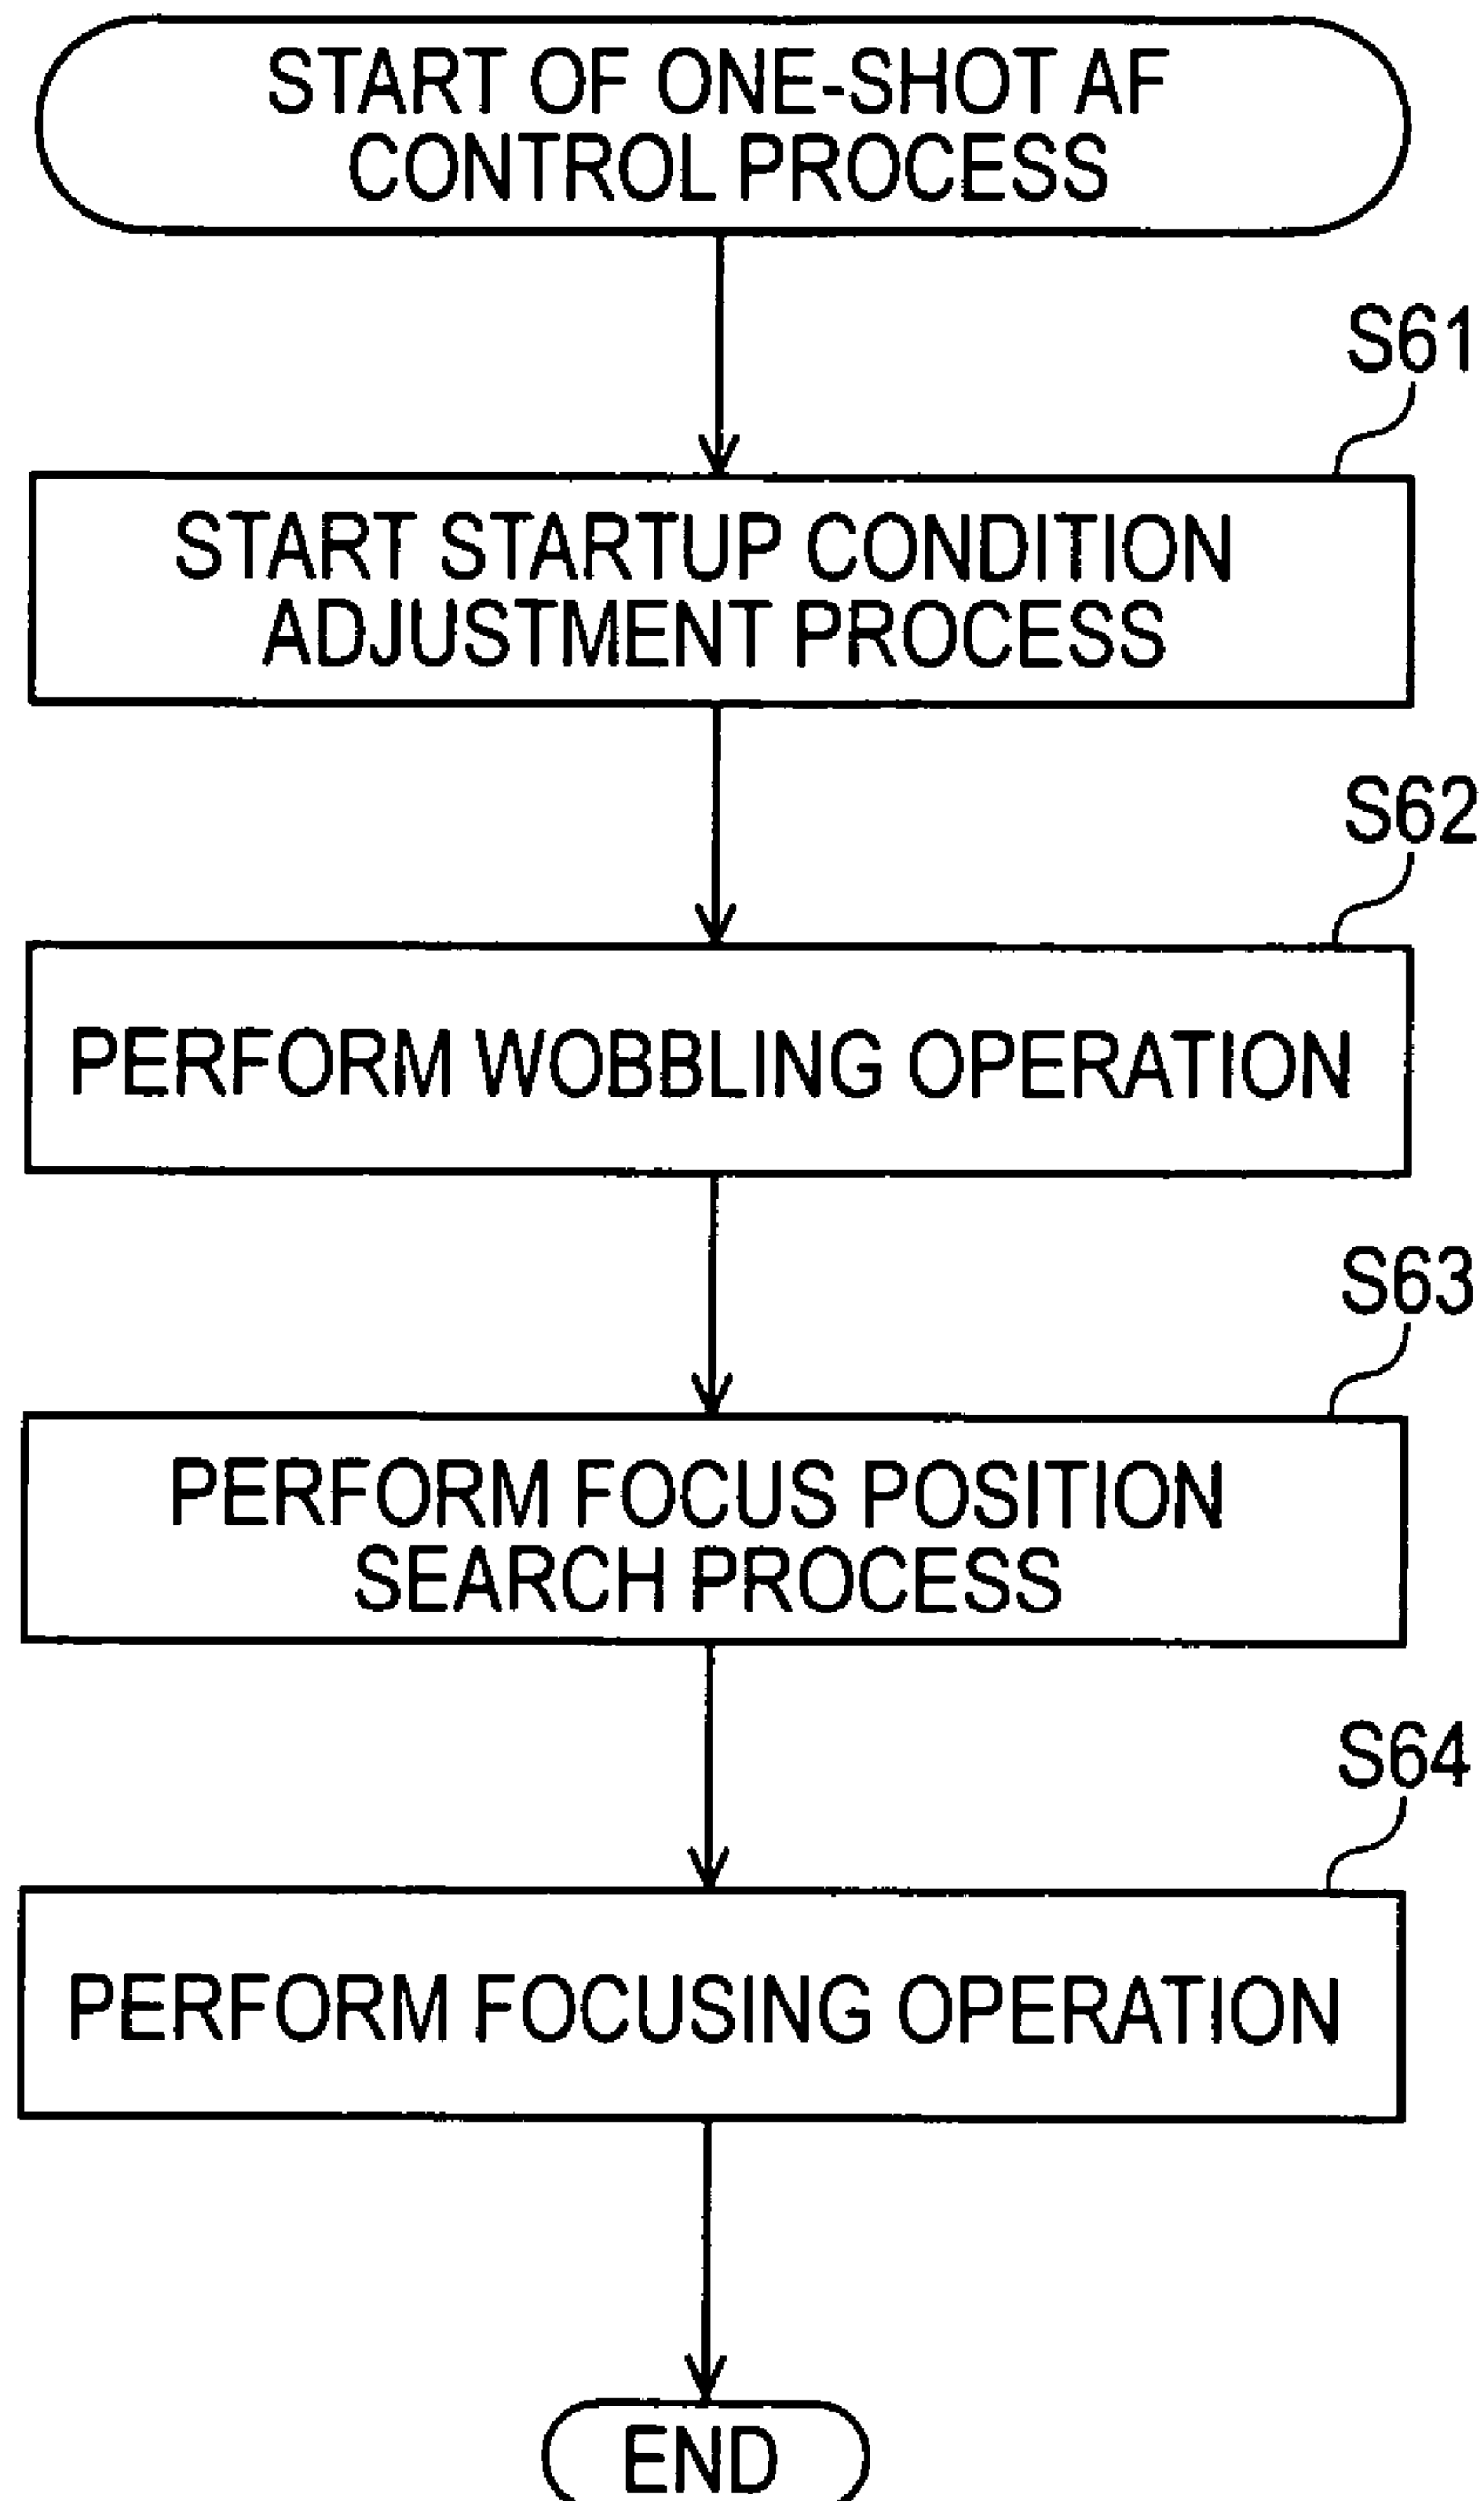 START OF ONE-SHOT AF
CONTROL PROCESS
S61
START STARTUP CONDITION
ADJUSTMENT PROCESS
S62
PERFORM WOBBLING OPERATION
S63
PERFORM FOCUS POSITION
SEARCH PROCESS
S64
PERFORM FOCUSING OPERATION
END